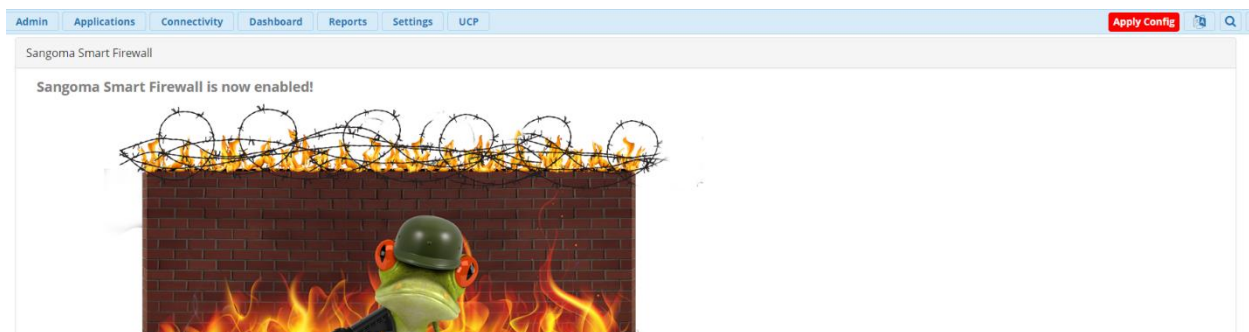 Admin Applications Connectivity Dashboard Reports Settings UCP Apply Config
Sangoma Smart Firewall
Sangoma Smart Firewall is now enabled!